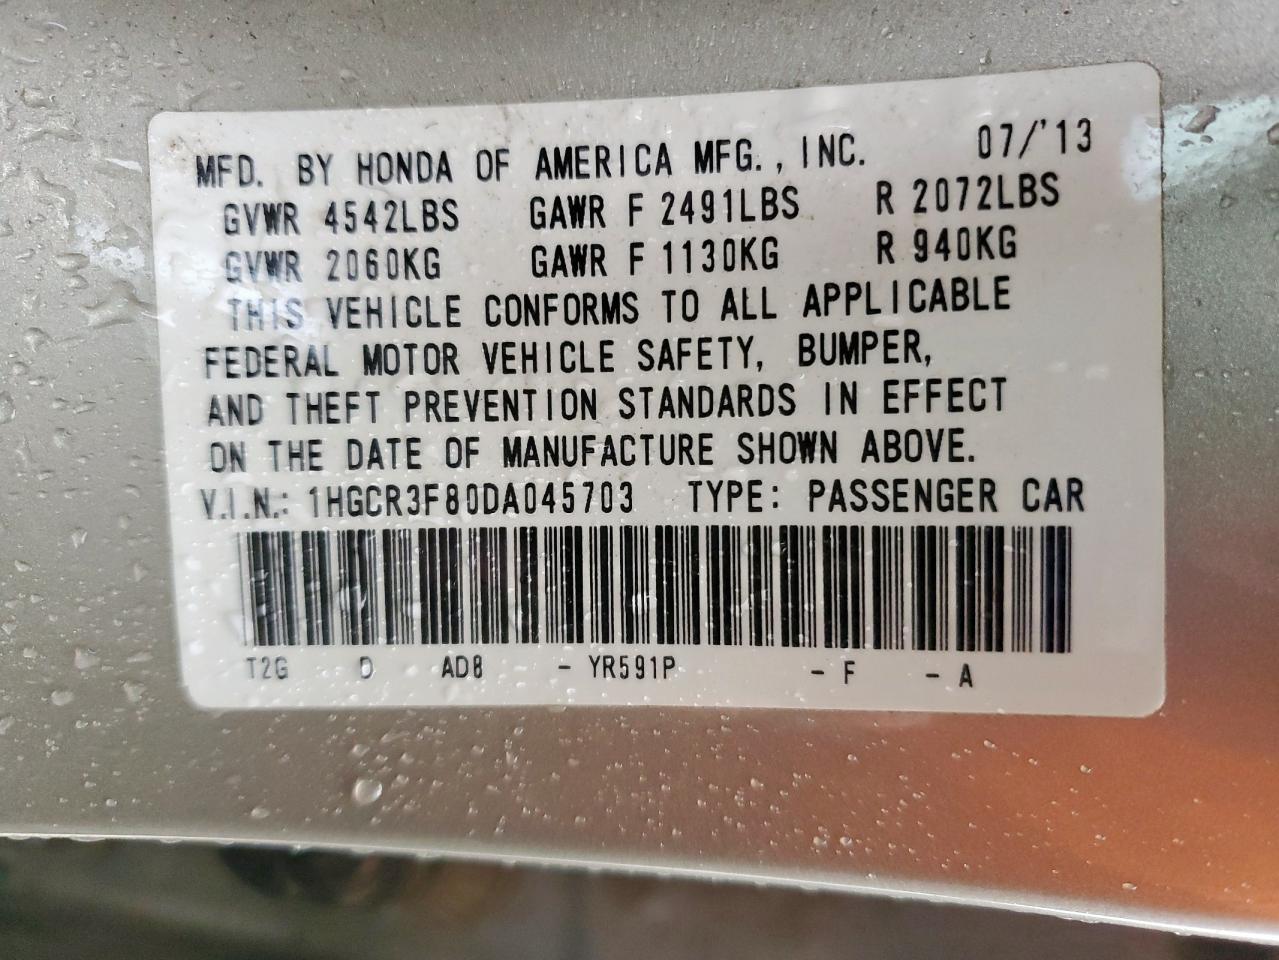 MFD. BY HONDA OF AMERICA MFG., INC. 07/'13
GVWR 4542LBS GAWR F 2491LBS R 2072LBS
GVWR 2060KG GAWR F 1130KG R 940KG
THIS VEHICLE CONFORMS TO ALL APPLICABLE
FEDERAL MOTOR VEHICLE SAFETY, BUMPER,
AND THEFT PREVENTION STANDARDS IN EFFECT
ON THE DATE OF MANUFACTURE SHOWN ABOVE.
V.I.N.: 1HGCR3F80DA045703 TYPE: PASSENGER CAR
T2G D AD8 - YR591P - F - A